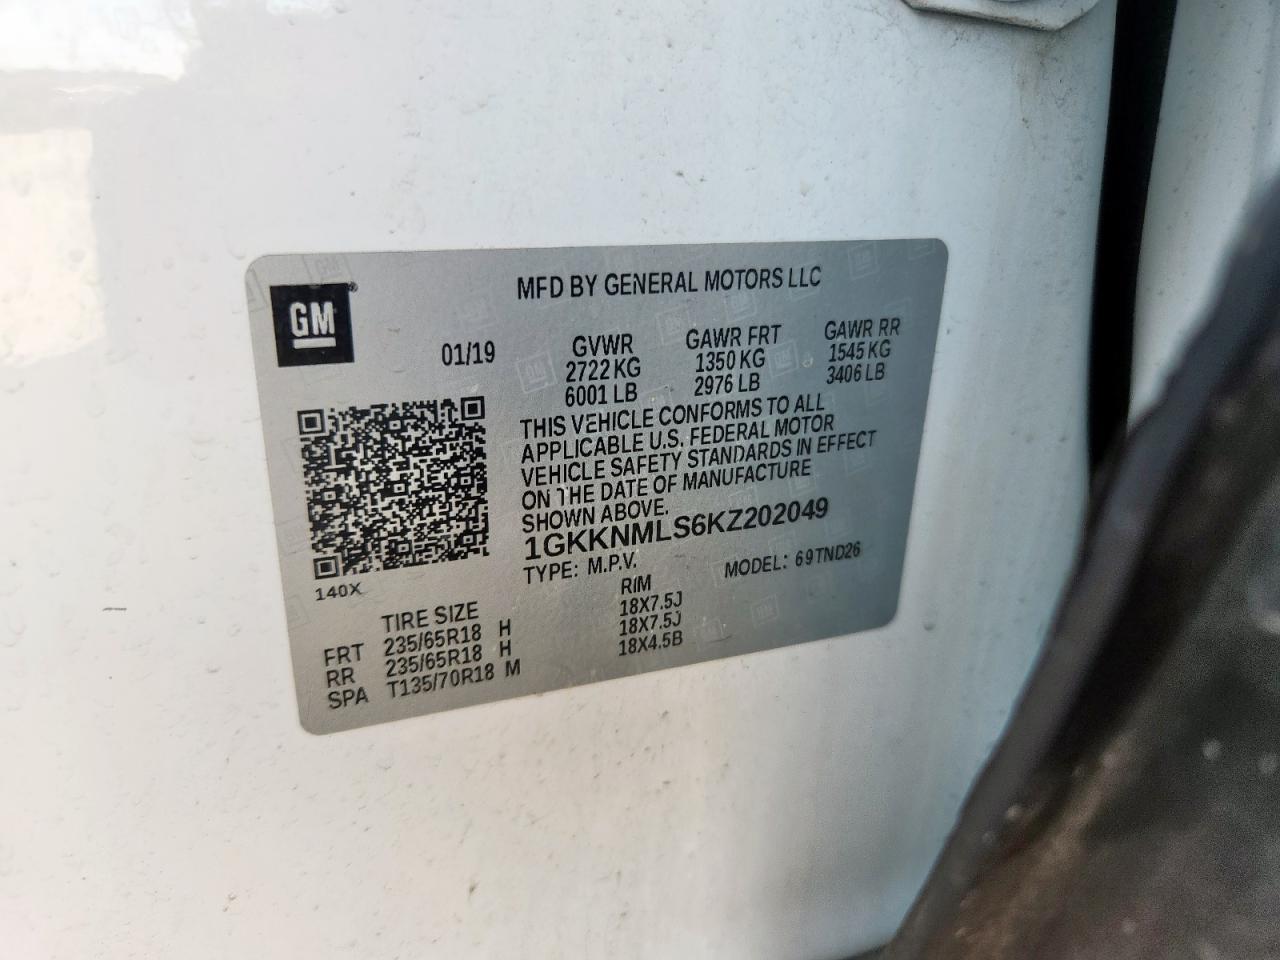 MFD BY GENERAL MOTORS LLC
GM®
01/19
GVWR GAWR FRT GAWR RR
2722 KG 1350 KG 1545 KG
6001 LB 2976 LB 3406 LB
THIS VEHICLE CONFORMS TO ALL
APPLICABLE U.S. FEDERAL MOTOR
VEHICLE SAFETY STANDARDS IN EFFECT
ON THE DATE OF MANUFACTURE
SHOWN ABOVE.
1GKKNMLS6KZ202049
TYPE: M.P.V. MODEL: 69TND26
140X
TIRE SIZE RIM
FRT 235/65R18 H 18X7.5J
RR 235/65R18 H 18X7.5J
SPA T135/70R18 M 18X4.5B